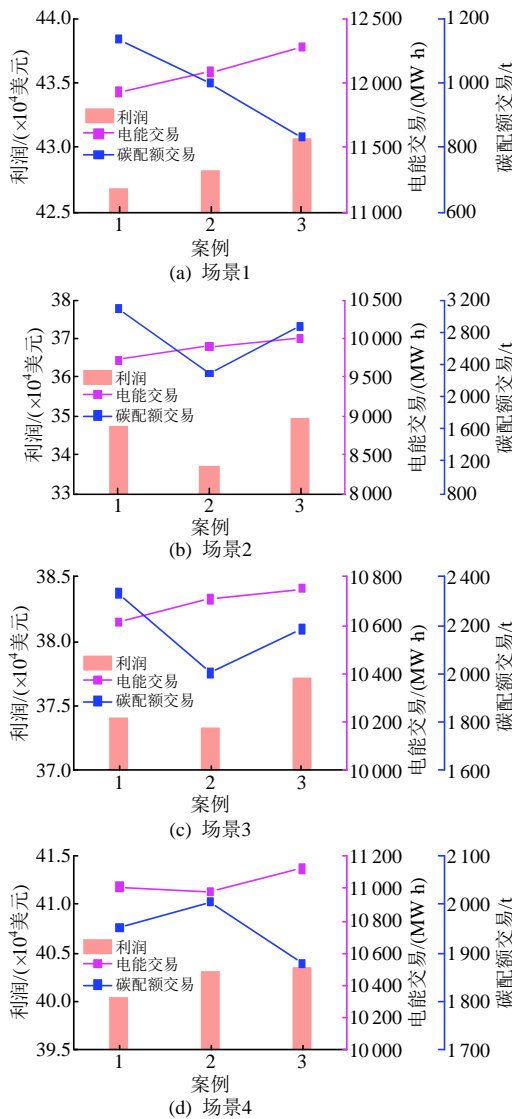 44.0
43.5
43.0
42.5
利润/(×10⁴美元)
利润
电能交易
碳配额交易
12 500
12 000
11 500
11 000
电能交易/(MW h)
1 200
1 000
800
600
碳配额交易/t
1 2 3
案例
(a) 场景1
38
37
36
35
34
33
利润/(×10⁴美元)
利润
电能交易
碳配额交易
10 500
10 000
9 500
9 000
8 500
8 000
电能交易/(MW h)
3 200
2 800
2 400
2 000
1 600
1 200
800
碳配额交易/t
1 2 3
案例
(b) 场景2
38.5
38.0
37.5
37.0
利润/(×10⁴美元)
利润
电能交易
碳配额交易
10 800
10 600
10 400
10 200
10 000
电能交易/(MW h)
2 400
2 200
2 000
1 800
1 600
碳配额交易/t
1 2 3
案例
(c) 场景3
41.5
41.0
40.5
40.0
39.5
利润/(×10⁴美元)
利润
电能交易
碳配额交易
11 200
11 000
10 800
10 600
10 400
10 200
10 000
电能交易/(MW h)
2 100
2 000
1 900
1 800
1 700
碳配额交易/t
1 2 3
案例
(d) 场景4